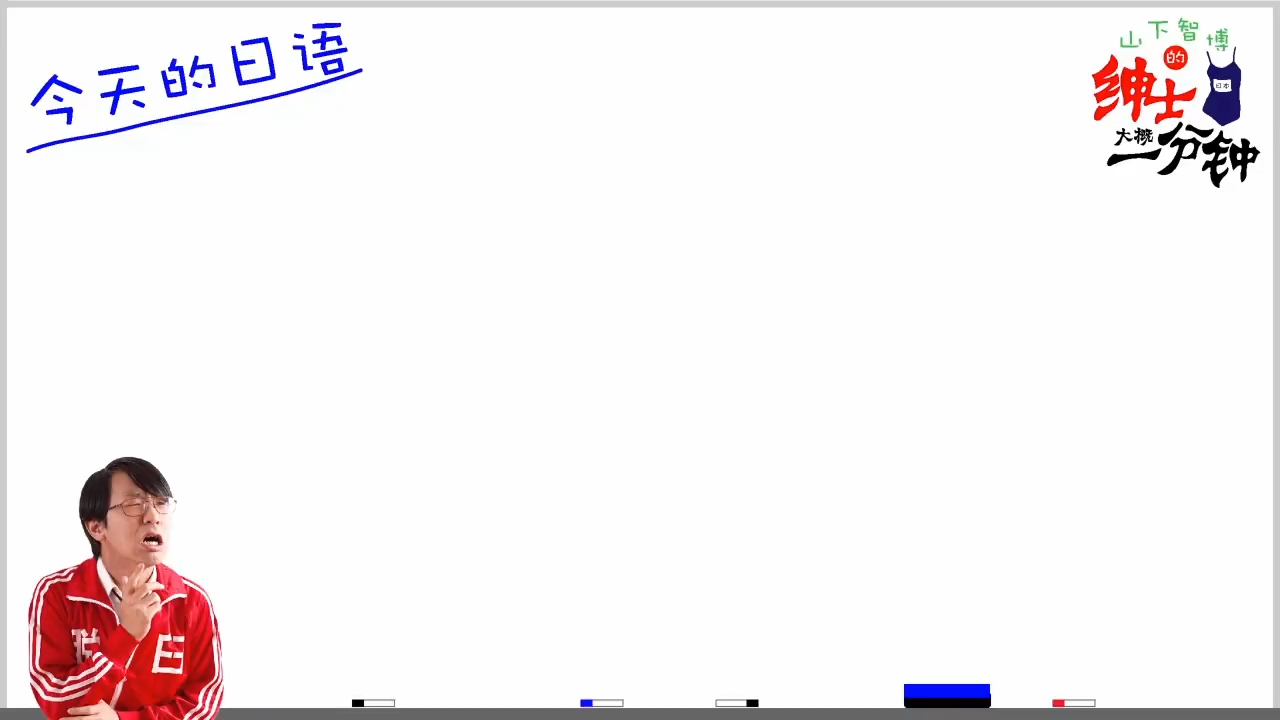 今天的日语
山下智博
的
绅士
日本
大概
一分钟
日